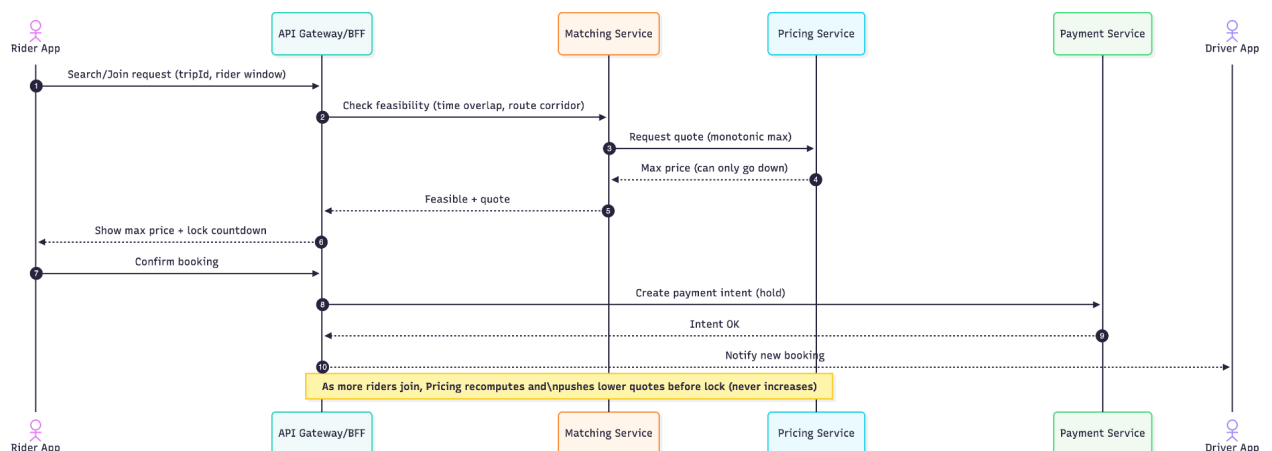 Rider App
API Gateway/BFF
Matching Service
Pricing Service
Payment Service
Driver App
1 Search/Join request (tripId, rider window)
2 Check feasibility (time overlap, route corridor)
3 Request quote (monotonic max)
Max price (can only go down) 4
Feasible + quote 5
Show max price + lock countdown 6
7 Confirm booking
8 Create payment intent (hold)
Intent OK 9
10 Notify new booking
As more riders join, Pricing recomputes and\npushes lower quotes before lock (never increases)
Rider App
API Gateway/BFF
Matching Service
Pricing Service
Payment Service
Driver App